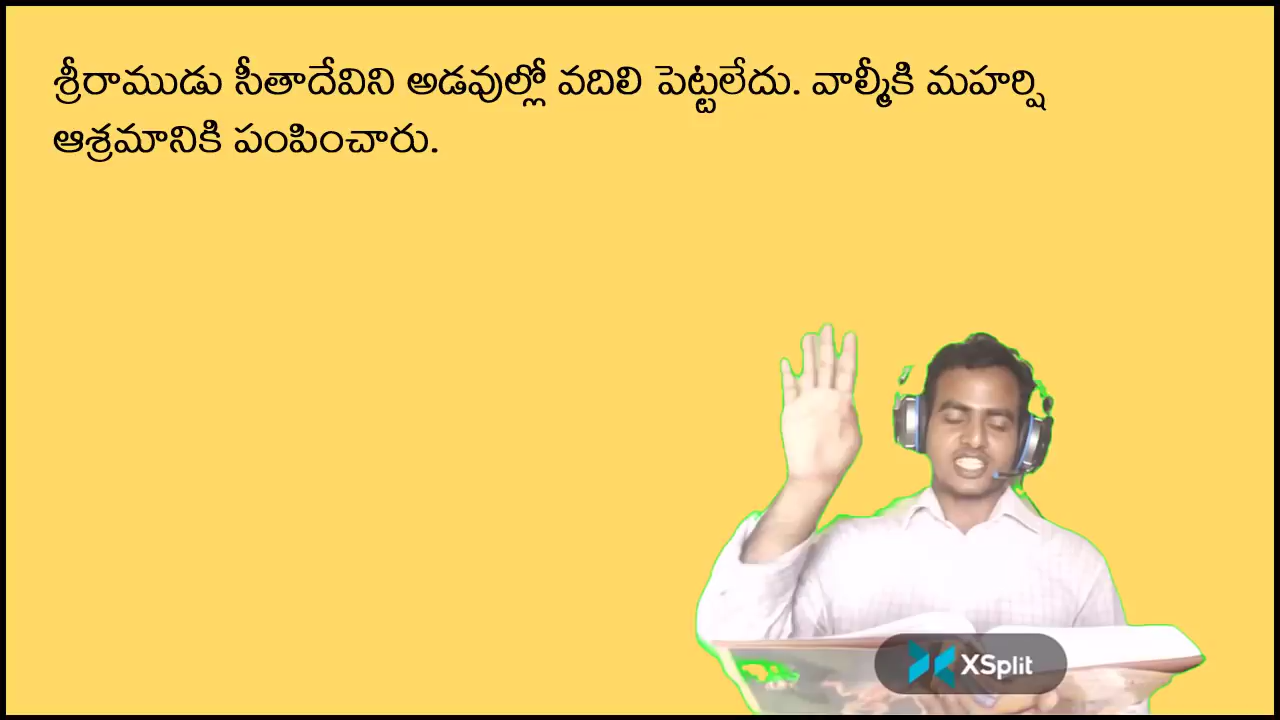 శ్రీరాముడు సీతాదేవిని అడవుల్లో వదిలి పెట్టలేదు. వాల్మీకి మహర్షి
ఆశ్రమానికి పంపించారు.
XSplit